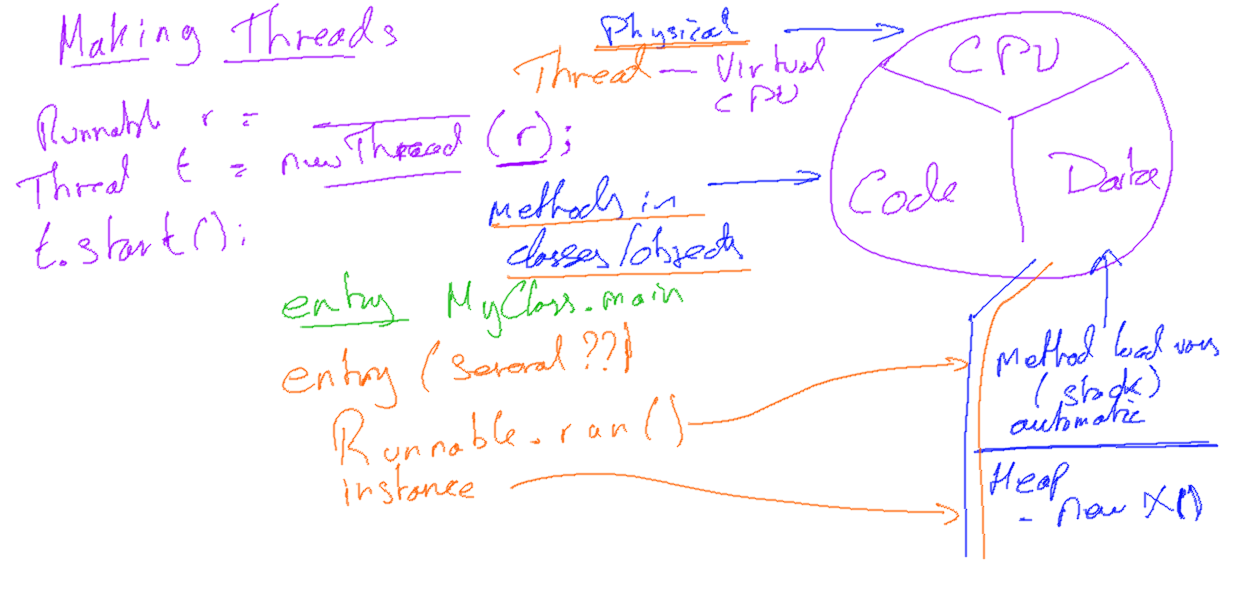 Making Threads
Runnable r =
Thread t = new Thread (r);
t.start();
Physical
Thread — Virtual
CPU
Methods in
classes/objects
entry MyClass.main
entry (several ??)
Runnable.run()
instance
CPU
Code
Data
Method local vars
(stack)
automatic
Heap
- new X()